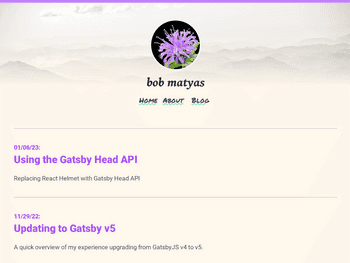 bob matyas
Home About Blog
01/06/23:
Using the Gatsby Head API
Replacing React Helmet with Gatsby Head API
11/29/22:
Updating to Gatsby v5
A quick overview of my experience upgrading from GatsbyJS v4 to v5.